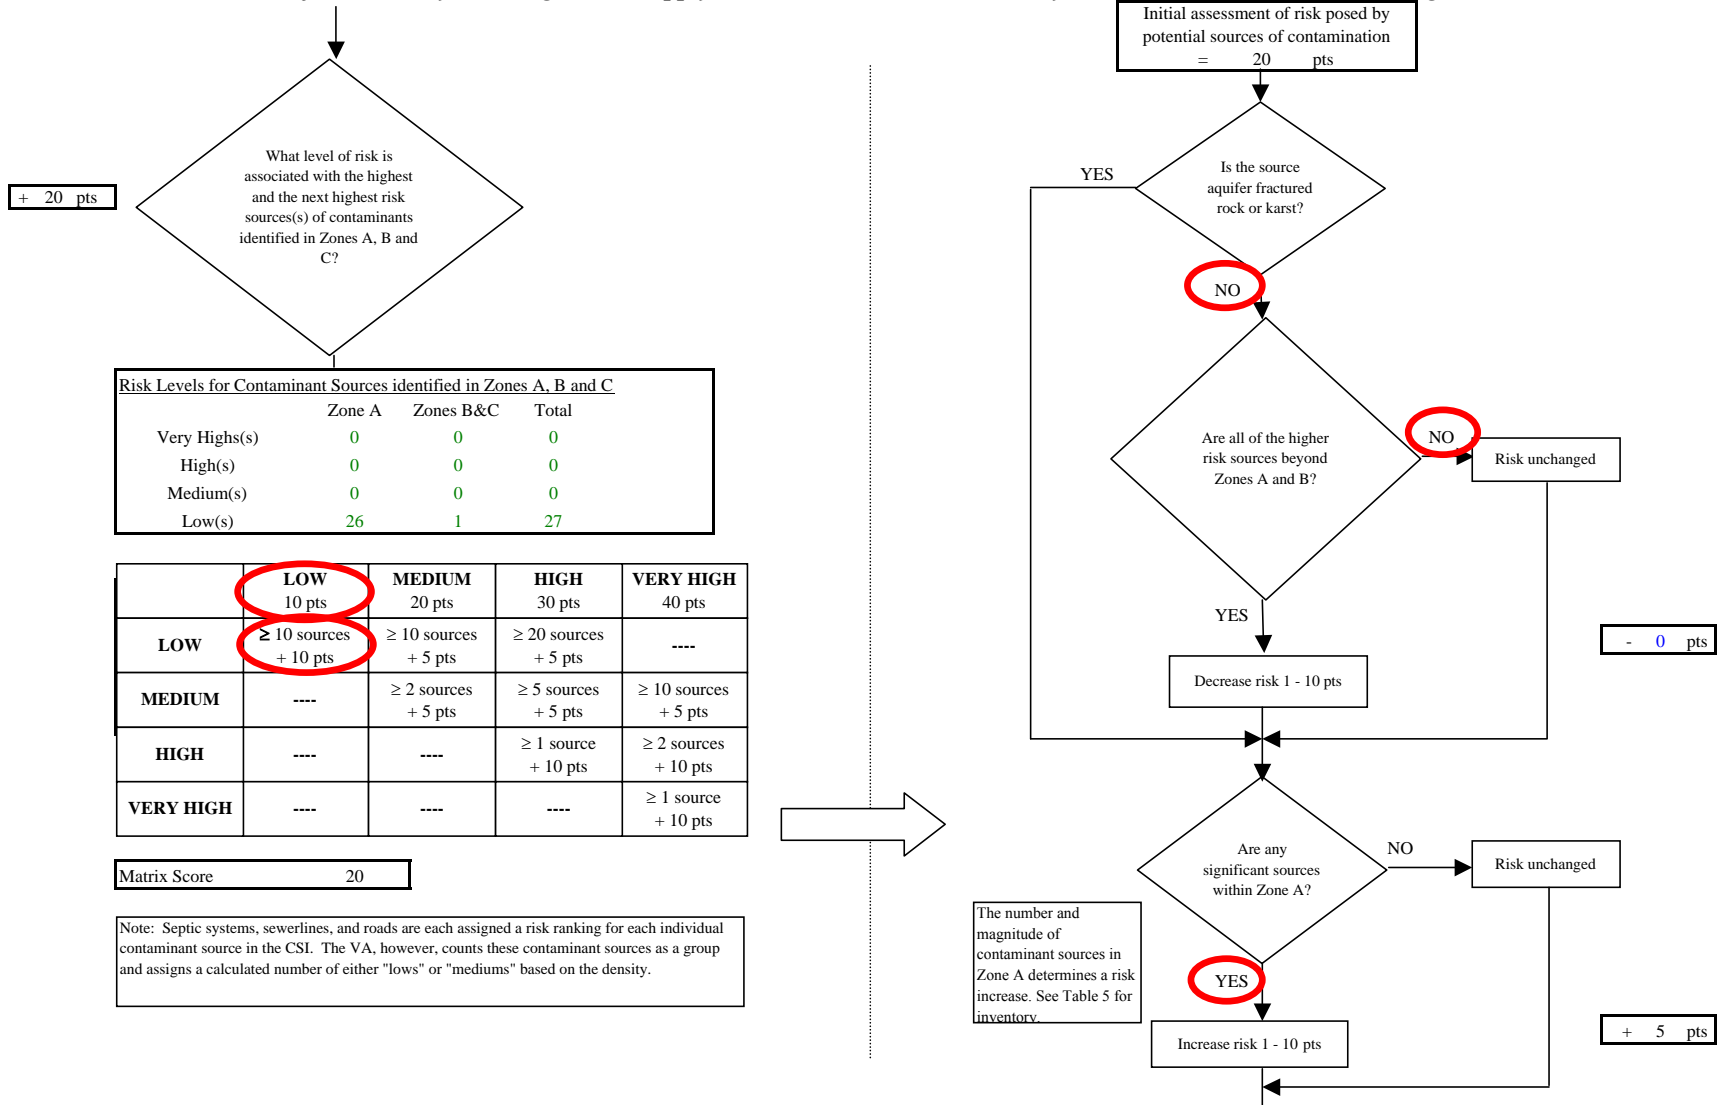 + 20 pts
What level of risk is
associated with the highest
and the next highest risk
sources(s) of contaminants
identified in Zones A, B and
C?
Risk Levels for Contaminant Sources identified in Zones A, B and C
Zone A Zones B&C Total
Very Highs(s) 0 0 0
High(s) 0 0 0
Medium(s) 0 0 0
Low(s) 26 1 27
LOW MEDIUM HIGH VERY HIGH
10 pts 20 pts 30 pts 40 pts
LOW ≥ 10 sources ≥ 10 sources ≥ 20 sources ----
+ 10 pts + 5 pts + 5 pts
MEDIUM ---- ≥ 2 sources ≥ 5 sources ≥ 10 sources
+ 5 pts + 5 pts + 5 pts
HIGH ---- ---- ≥ 1 source ≥ 2 sources
+ 10 pts + 10 pts
VERY HIGH ---- ---- ---- ≥ 1 source
+ 10 pts
Matrix Score 20
Note: Septic systems, sewerlines, and roads are each assigned a risk ranking for each individual
contaminant source in the CSI. The VA, however, counts these contaminant sources as a group
and assigns a calculated number of either "lows" or "mediums" based on the density.
Initial assessment of risk posed by
potential sources of contamination
= 20 pts
YES
Is the source
aquifer fractured
rock or karst?
NO
Are all of the higher
risk sources beyond
Zones A and B?
NO
Risk unchanged
YES
- 0 pts
Decrease risk 1 - 10 pts
Are any
significant sources
within Zone A?
NO
Risk unchanged
The number and
magnitude of
contaminant sources in
Zone A determines a risk
increase. See Table 5 for
inventory.
YES
+ 5 pts
Increase risk 1 - 10 pts